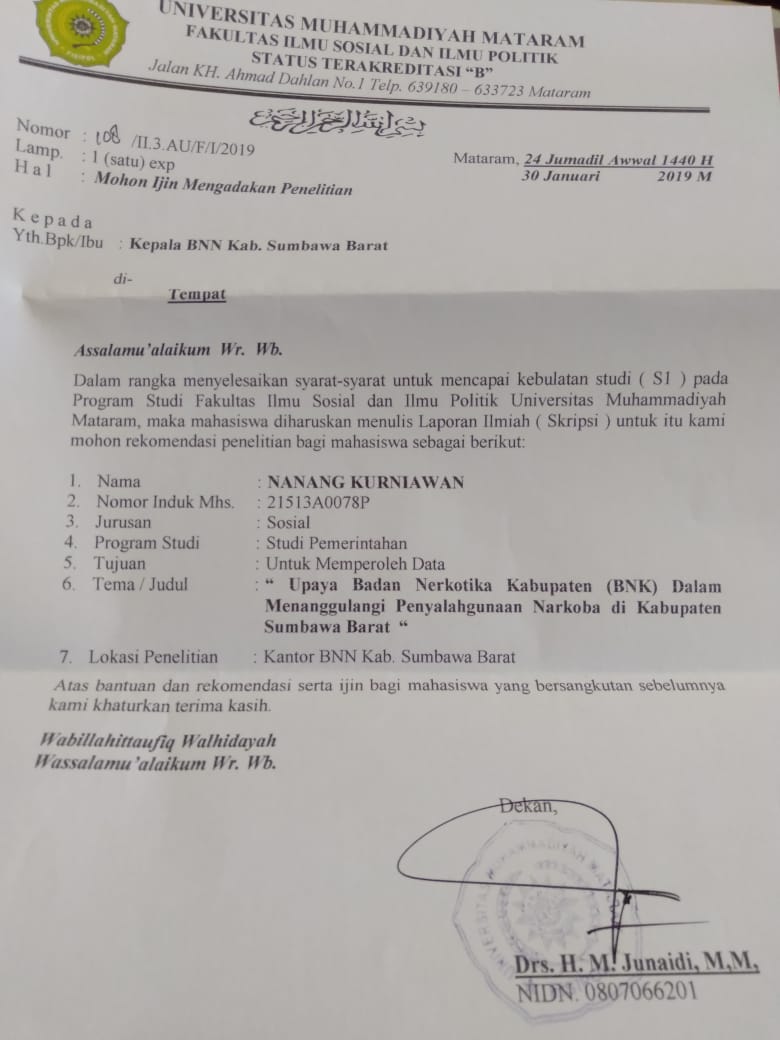 UNIVERSITAS MUHAMMADIYAH MATARAM
FAKULTAS ILMU SOSIAL DAN ILMU POLITIK
STATUS TERAKREDITASI “B”
Jalan KH. Ahmad Dahlan No.1 Telp. 639180 – 633723 Mataram
Nomor : 108 /II.3.AU/F/I/2019
Lamp. : 1 (satu) exp
H a l : Mohon Ijin Mengadakan Penelitian
Mataram, 24 Jumadil Awwal 1440 H
30 Januari 2019 M
K e p a d a
Yth.Bpk/Ibu : Kepala BNN Kab. Sumbawa Barat
di-
Tempat
Assalamu’alaikum Wr. Wb.
Dalam rangka menyelesaikan syarat-syarat untuk mencapai kebulatan studi ( S1 ) pada
Program Studi Fakultas Ilmu Sosial dan Ilmu Politik Universitas Muhammadiyah
Mataram, maka mahasiswa diharuskan menulis Laporan Ilmiah ( Skripsi ) untuk itu kami
mohon rekomendasi penelitian bagi mahasiswa sebagai berikut:
1. Nama : NANANG KURNIAWAN
2. Nomor Induk Mhs. : 21513A0078P
3. Jurusan : Sosial
4. Program Studi : Studi Pemerintahan
5. Tujuan : Untuk Memperoleh Data
6. Tema / Judul : “ Upaya Badan Nerkotika Kabupaten (BNK) Dalam
Menanggulangi Penyalahgunaan Narkoba di Kabupaten
Sumbawa Barat “
7. Lokasi Penelitian : Kantor BNN Kab. Sumbawa Barat
Atas bantuan dan rekomendasi serta ijin bagi mahasiswa yang bersangkutan sebelumnya
kami khaturkan terima kasih.
Wabillahittaufiq Walhidayah
Wassalamu’alaikum Wr. Wb.
Dekan,
UNIVERSITAS MUHAMMADIYAH MATARAM
Drs. H. M. Junaidi, M,M,
NIDN. 0807066201